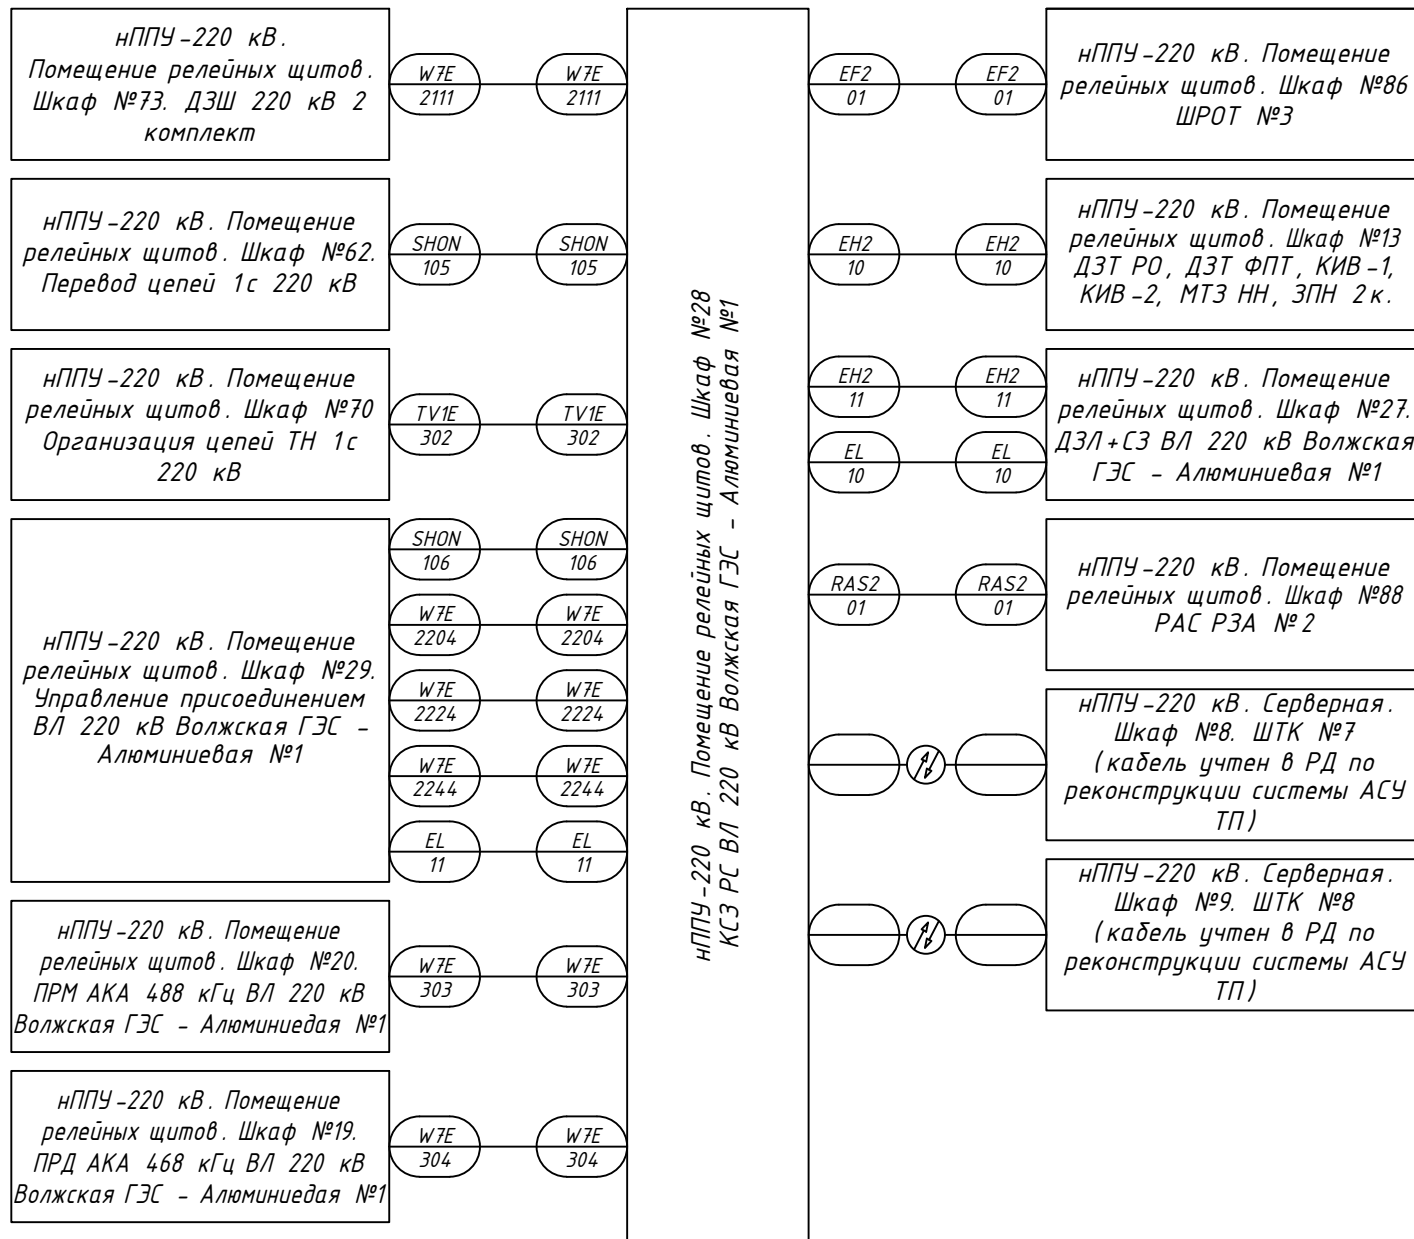 нППУ-220 кВ.
Помещение релейных щитов.
Шкаф №73. ДЗШ 220 кВ 2
комплект
W7E
2111
W7E
2111
нППУ-220 кВ. Помещение
релейных щитов. Шкаф №62.
Перевод цепей 1с 220 кВ
SHON
105
SHON
105
нППУ-220 кВ. Помещение
релейных щитов. Шкаф №70
Организация цепей ТН 1с
220 кВ
TV1E
302
TV1E
302
нППУ-220 кВ. Помещение
релейных щитов. Шкаф №29.
Управление присоединением
ВЛ 220 кВ Волжская ГЭС -
Алюминиевая №1
SHON
106
SHON
106
W7E
2204
W7E
2204
W7E
2224
W7E
2224
W7E
2244
W7E
2244
EL
11
EL
11
нППУ-220 кВ. Помещение
релейных щитов. Шкаф №20.
ПРМ АКА 488 кГц ВЛ 220 кВ
Волжская ГЭС - Алюминиедая №1
W7E
303
W7E
303
нППУ-220 кВ. Помещение
релейных щитов. Шкаф №19.
ПРД АКА 468 кГц ВЛ 220 кВ
Волжская ГЭС - Алюминиедая №1
W7E
304
W7E
304
нППУ-220 кВ. Помещение релейных щитов. Шкаф №28
КСЗ РС ВЛ 220 кВ Волжская ГЭС - Алюминиевая №1
EF2
01
EF2
01
нППУ-220 кВ. Помещение
релейных щитов. Шкаф №86
ШРОТ №3
EH2
10
EH2
10
нППУ-220 кВ. Помещение
релейных щитов. Шкаф №13
ДЗТ РО, ДЗТ ФПТ, КИВ-1,
КИВ-2, МТЗ НН, ЗПН 2к.
EH2
11
EH2
11
EL
10
EL
10
нППУ-220 кВ. Помещение
релейных щитов. Шкаф №27.
ДЗЛ+СЗ ВЛ 220 кВ Волжская
ГЭС - Алюминиевая №1
RAS2
01
RAS2
01
нППУ-220 кВ. Помещение
релейных щитов. Шкаф №88
РАС РЗА №2
нППУ-220 кВ. Серверная.
Шкаф №8. ШТК №7
(кабель учтен в РД по
реконструкции системы АСУ
ТП)
нППУ-220 кВ. Серверная.
Шкаф №9. ШТК №8
(кабель учтен в РД по
реконструкции системы АСУ
ТП)